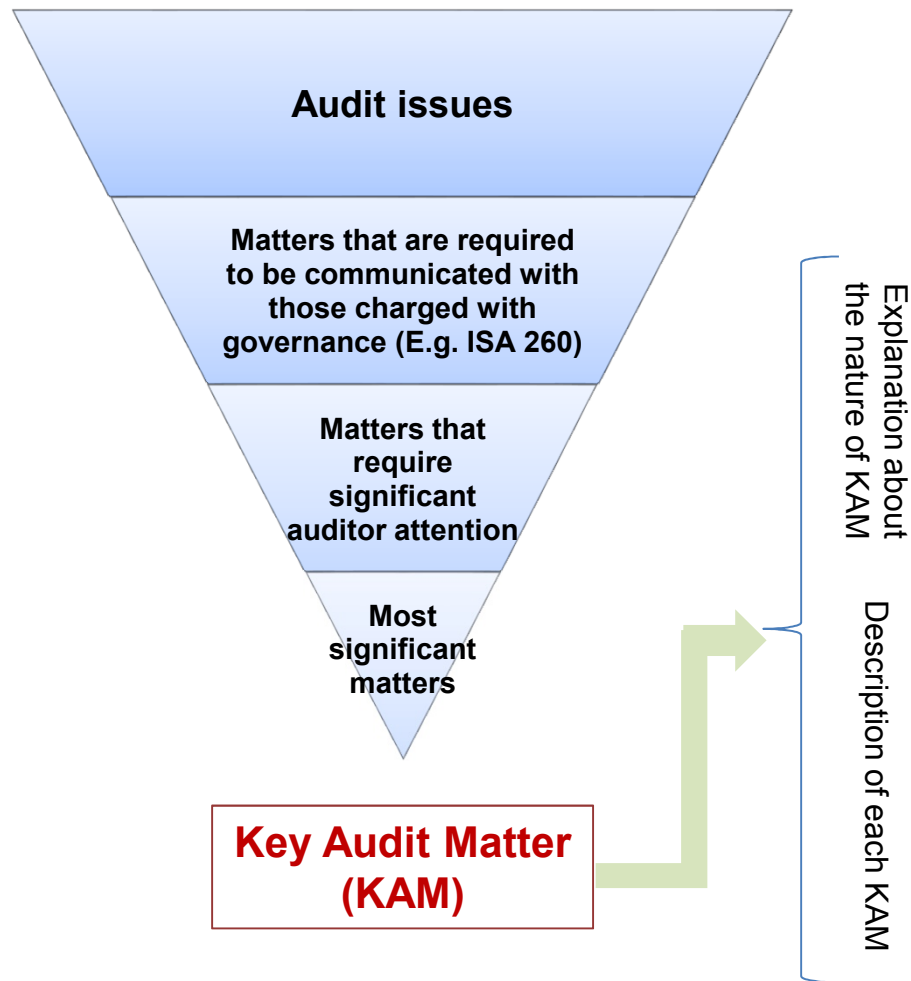 Audit issues
Matters that are required
to be communicated with
those charged with
governance (E.g. ISA 260)
Matters that
require
significant
auditor attention
Most
significant
matters
Key Audit Matter
(KAM)
Explanation about
the nature of KAM
Description of each KAM